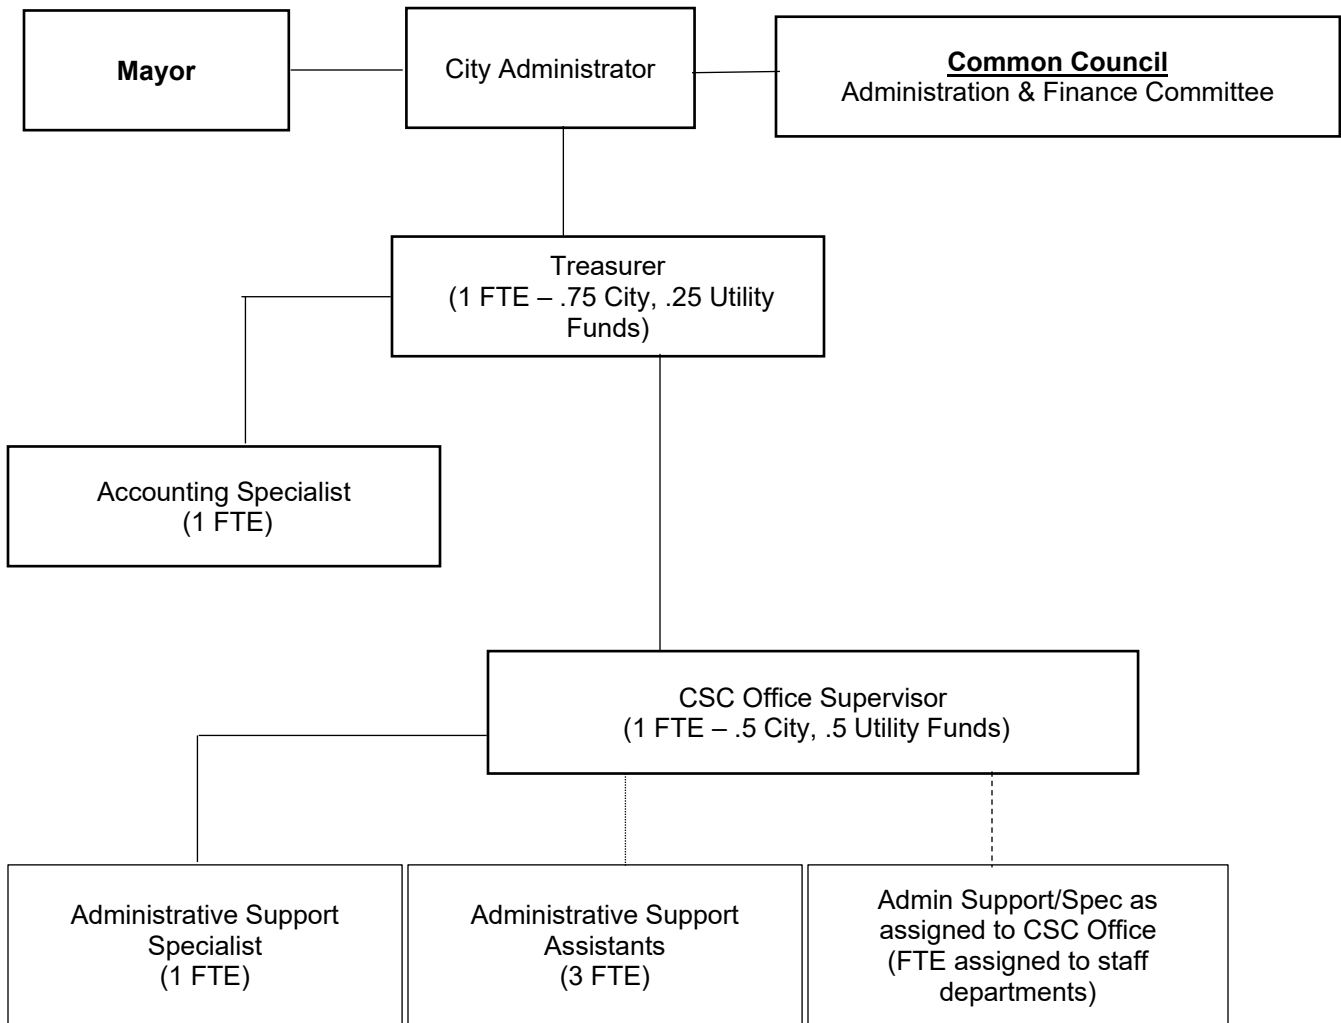 Mayor
City Administrator
Common Council
Administration & Finance Committee
Treasurer
(1 FTE – .75 City, .25 Utility
Funds)
Accounting Specialist
(1 FTE)
CSC Office Supervisor
(1 FTE – .5 City, .5 Utility Funds)
Administrative Support
Specialist
(1 FTE)
Administrative Support
Assistants
(3 FTE)
Admin Support/Spec as
assigned to CSC Office
(FTE assigned to staff
departments)